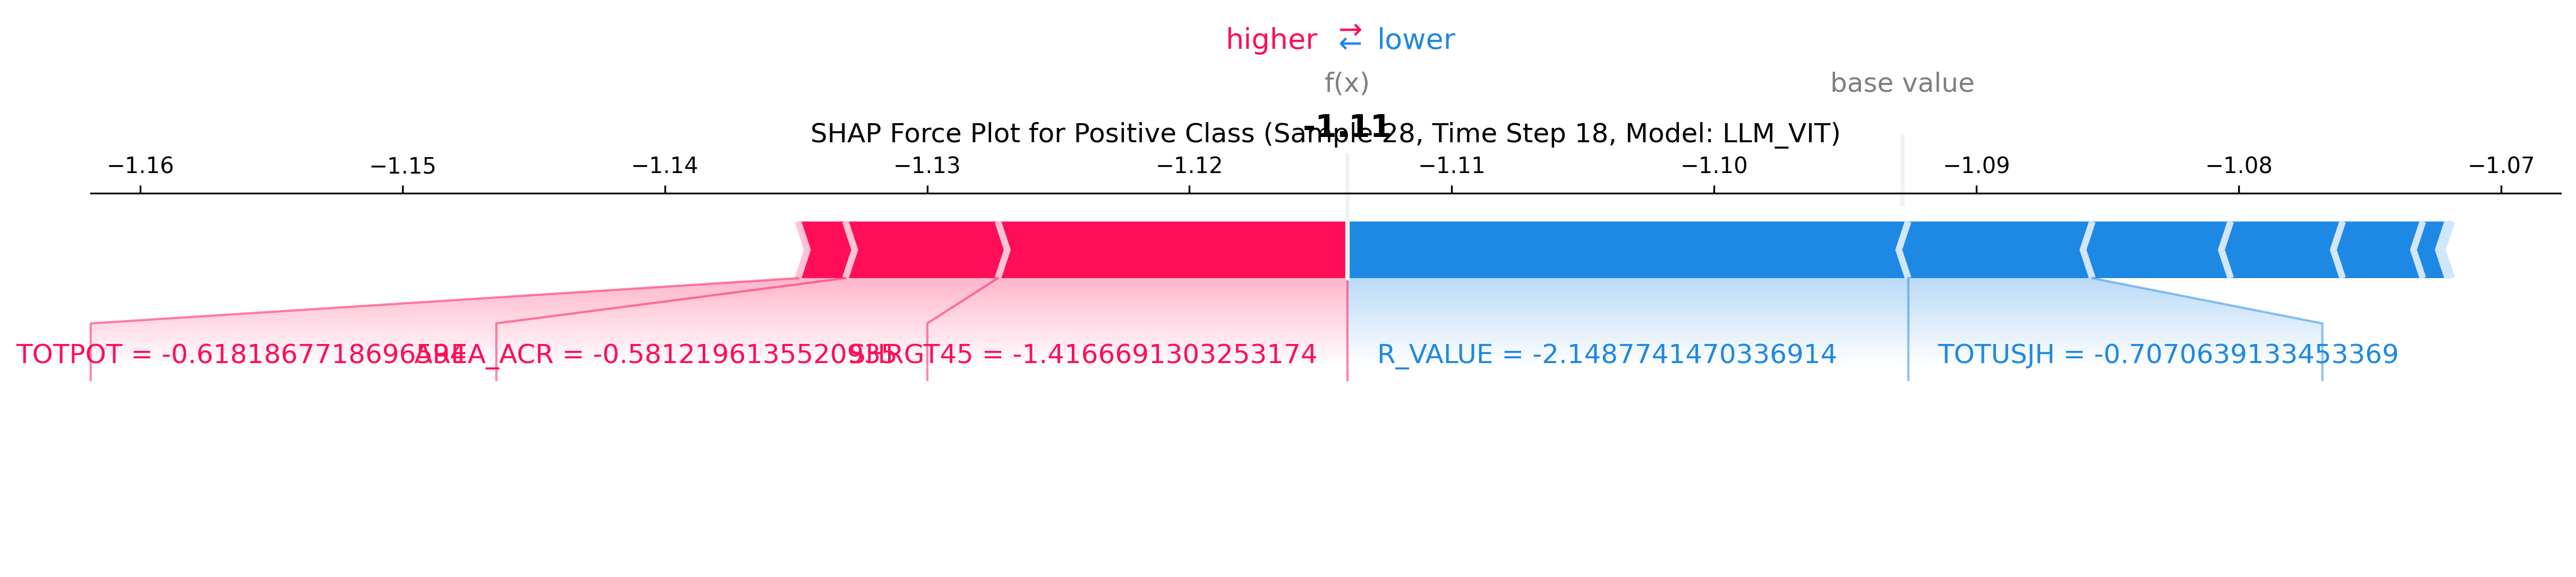 higher ⇄ lower
f(x) base value
-1.11
SHAP Force Plot for Positive Class (Sample 28, Time Step 18, Model: LLM_VIT)
−1.16 −1.15 −1.14 −1.13 −1.12 −1.11 −1.10 −1.09 −1.08 −1.07
TOTPOT = -0.6181867718696594 AREA_ACR = -0.5812196135520935 SHRGT45 = -1.4166691303253174 R_VALUE = -2.1487741470336914 TOTUSJH = -0.7070639133453369